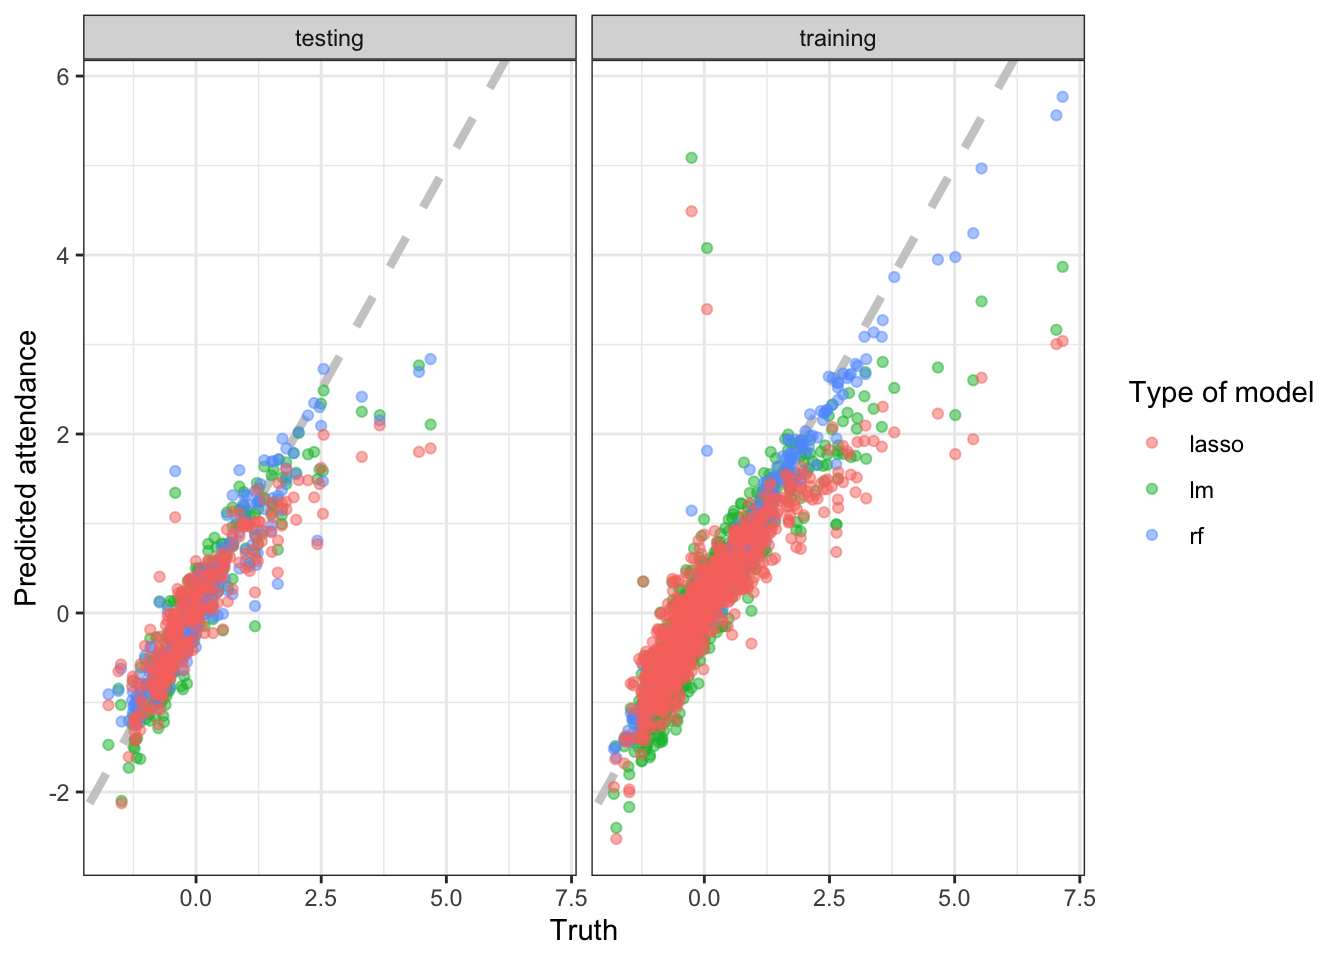 testing
training
Predicted attendance
6
4
2
0
-2
0.0
2.5
5.0
7.5
0.0
2.5
5.0
7.5
Truth
Type of model
lasso
lm
rf